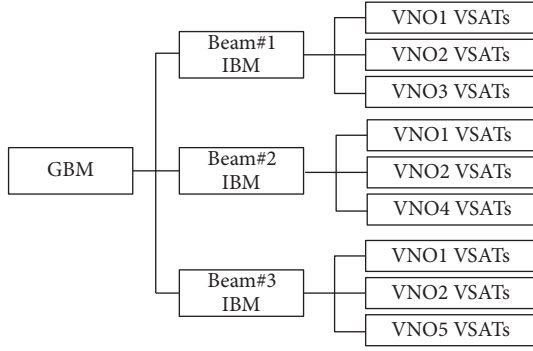 GBM
Beam#1
IBM
VNO1 VSATs
VNO2 VSATs
VNO3 VSATs
Beam#2
IBM
VNO1 VSATs
VNO2 VSATs
VNO4 VSATs
Beam#3
IBM
VNO1 VSATs
VNO2 VSATs
VNO5 VSATs